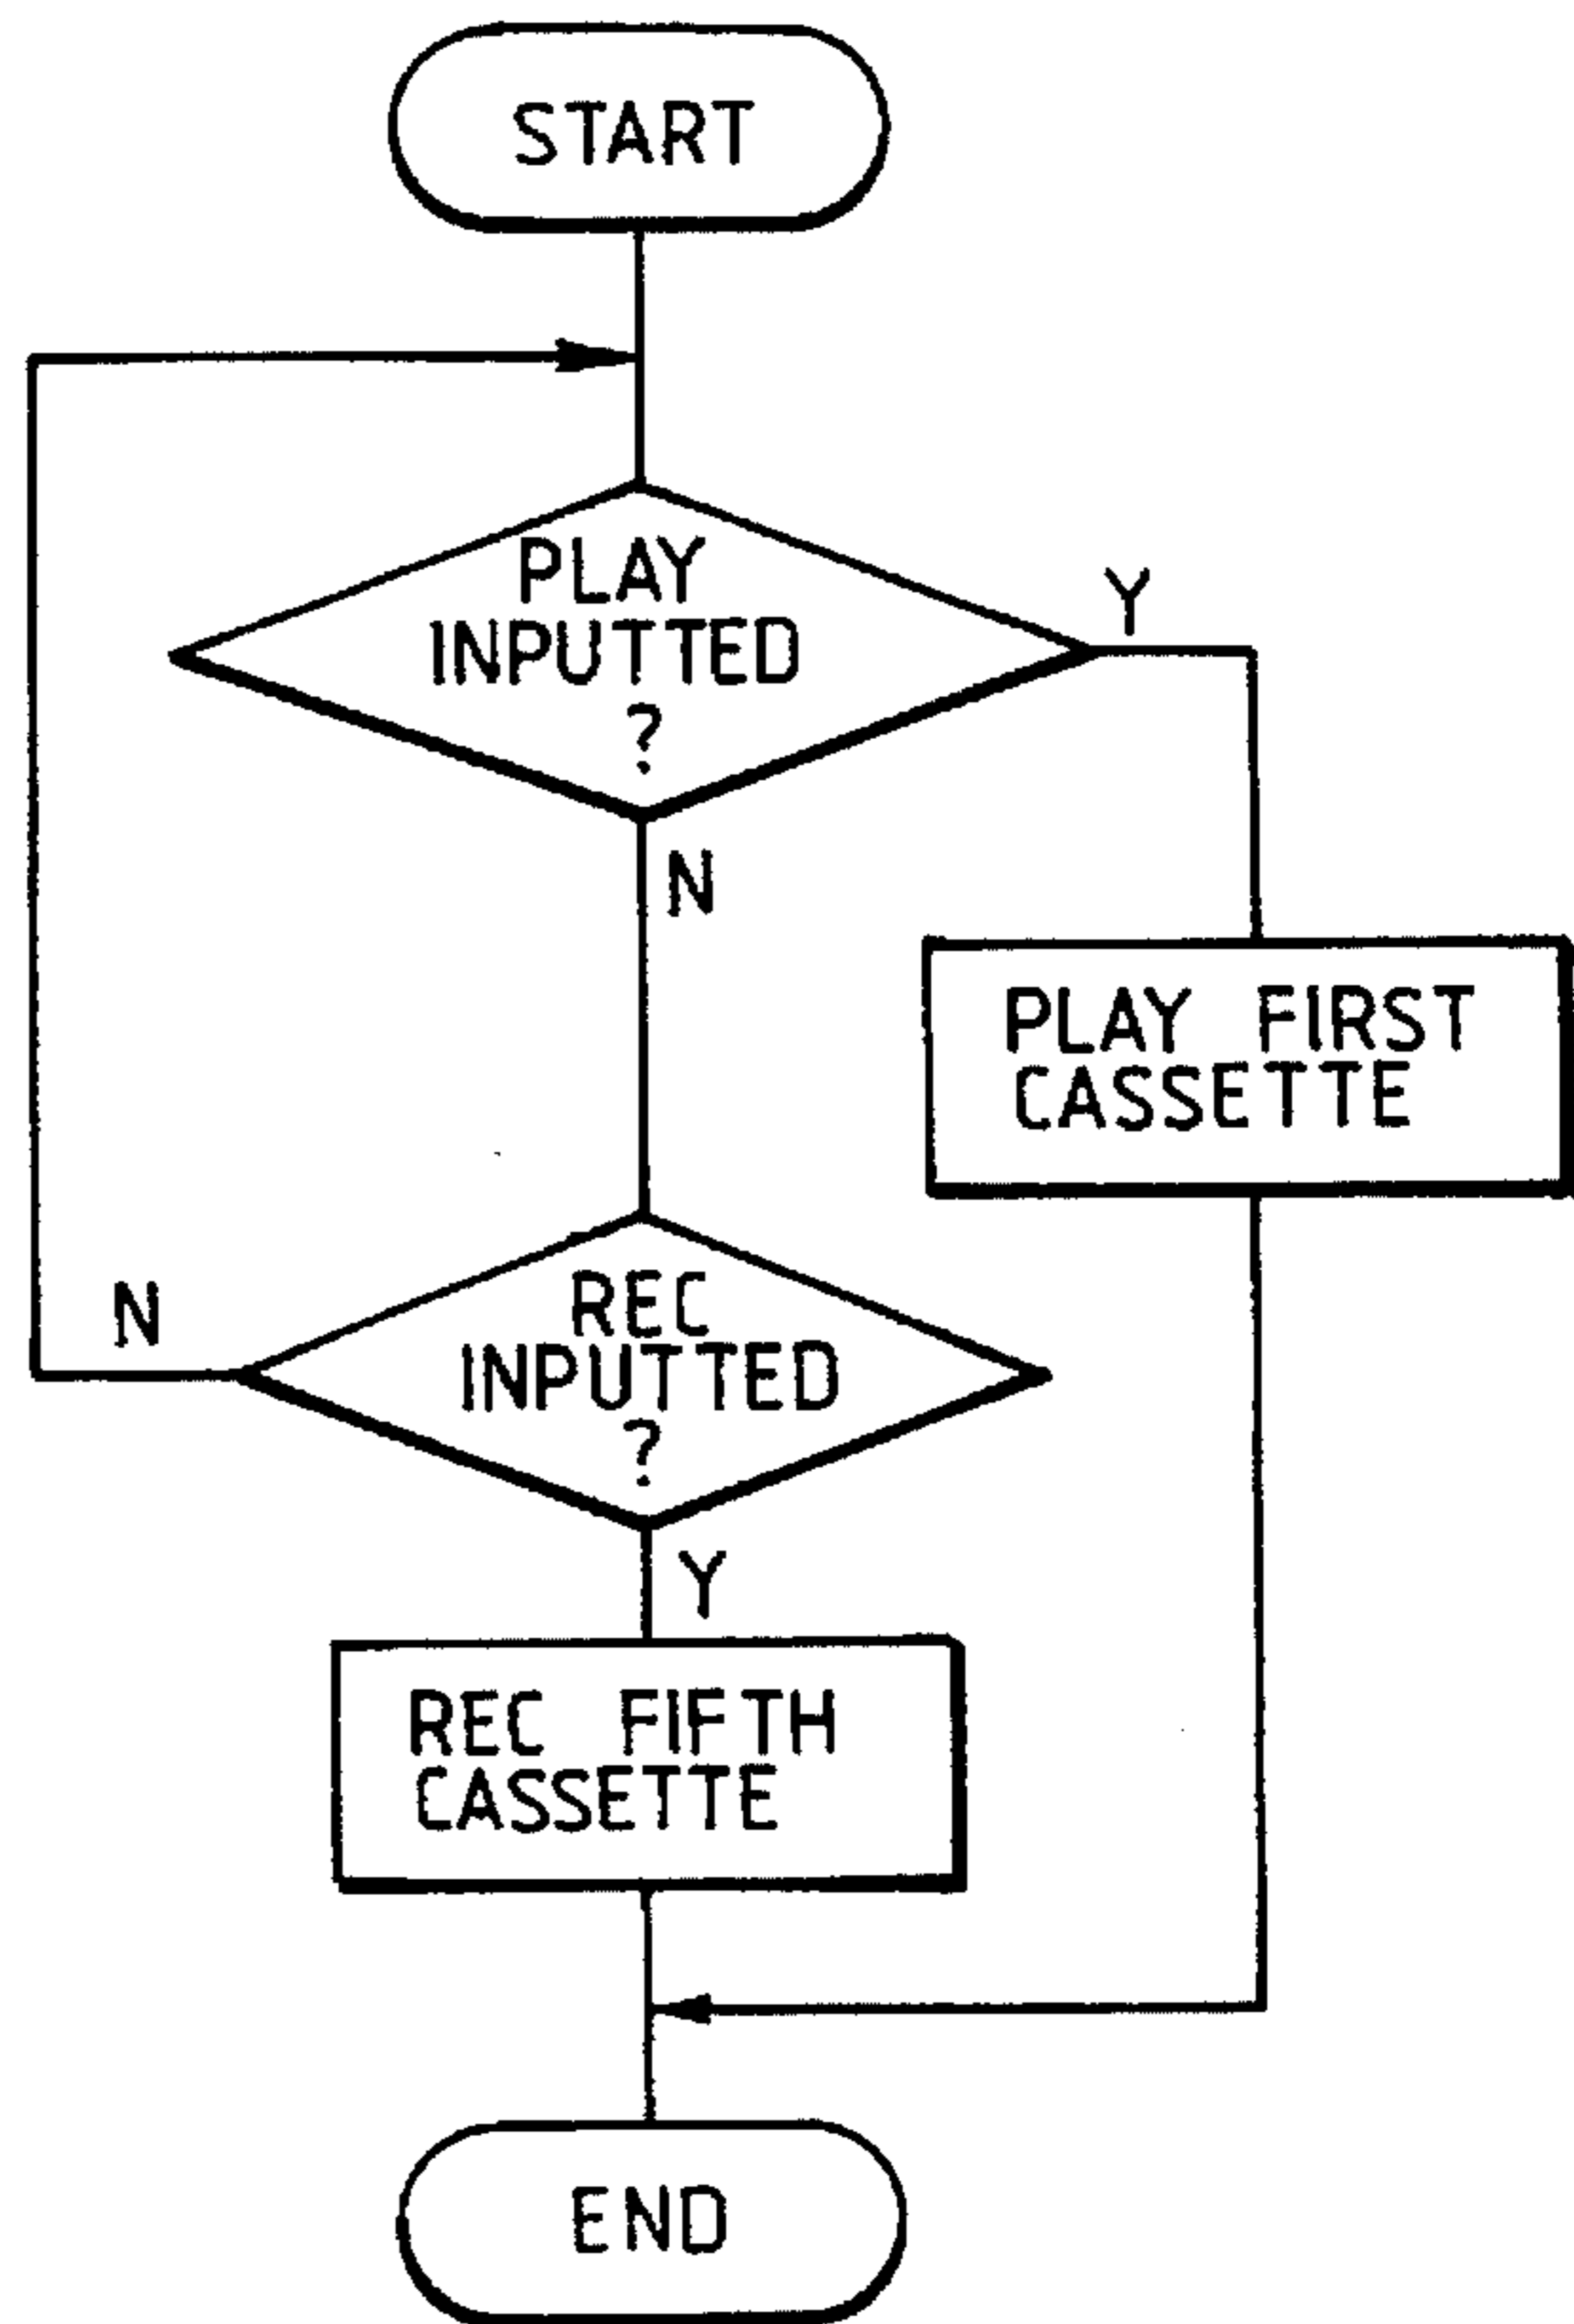 START
PLAY
INPUTTED
?
Y
N
PLAY FIRST
CASSETTE
REC
INPUTTED
?
N
Y
REC FIFTH
CASSETTE
END